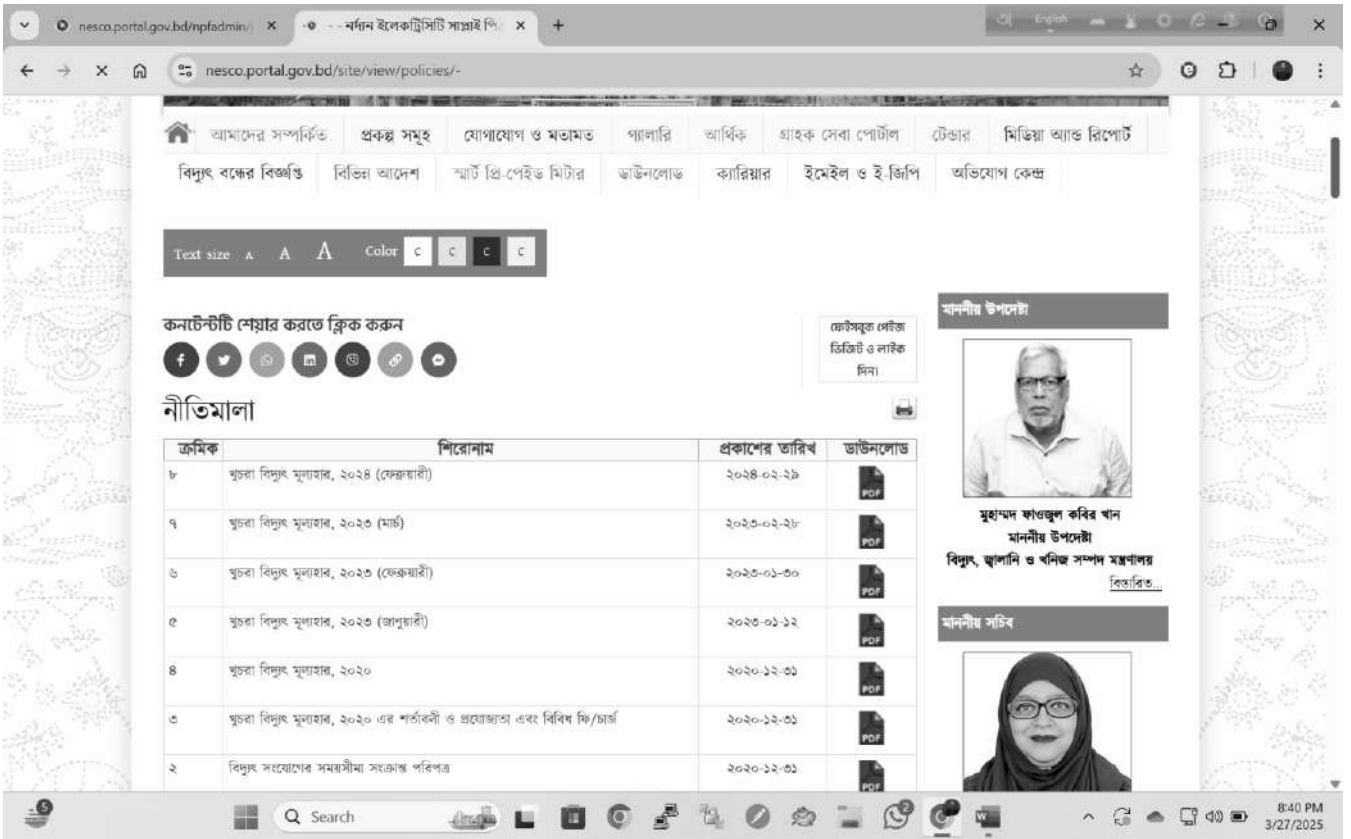 nesco.portal.gov.bd/npfadmin/
- - নর্দান ইলেকট্রিসিটি সাপ্লাই পি
English
nesco.portal.gov.bd/site/view/policies/-
আমাদের সম্পর্কিত প্রকল্প সমূহ যোগাযোগ ও মতামত গ্যালারি আর্থিক গ্রাহক সেবা পোর্টাল টেন্ডার মিডিয়া অ্যান্ড রিপোর্ট
বিদ্যুৎ বন্ধের বিজ্ঞপ্তি বিভিন্ন আদেশ স্মার্ট প্রি-পেইড মিটার ডাউনলোড ক্যারিয়ার ইমেইল ও ই-জিপি অভিযোগ কেন্দ্র
Text size A A A Color C C C C
কনটেন্টটি শেয়ার করতে ক্লিক করুন
ফেইসবুক পেইজ
ভিজিট ও লাইক
দিন।
নীতিমালা
ক্রমিক শিরোনাম প্রকাশের তারিখ ডাউনলোড
৮ খুচরা বিদ্যুৎ মূল্যহার, ২০২৪ (ফেব্রুয়ারী) ২০২৪-০২-২৯ PDF
৭ খুচরা বিদ্যুৎ মূল্যহার, ২০২৩ (মার্চ) ২০২৩-০২-২৮ PDF
৬ খুচরা বিদ্যুৎ মূল্যহার, ২০২৩ (ফেব্রুয়ারী) ২০২৩-০১-৩০ PDF
৫ খুচরা বিদ্যুৎ মূল্যহার, ২০২৩ (জানুয়ারী) ২০২৩-০১-১২ PDF
৪ খুচরা বিদ্যুৎ মূল্যহার, ২০২০ ২০২০-১২-৩১ PDF
৩ খুচরা বিদ্যুৎ মূল্যহার, ২০২০ এর শর্তাবলী ও প্রযোজ্যতা এবং বিবিধ ফি/চার্জ ২০২০-১২-৩১ PDF
২ বিদ্যুৎ সংযোগের সময়সীমা সংক্রান্ত পরিপত্র ২০২০-১২-৩১ PDF
মাননীয় উপদেষ্টা
মুহাম্মদ ফাওজুল কবির খান
মাননীয় উপদেষ্টা
বিদ্যুৎ, জ্বালানি ও খনিজ সম্পদ মন্ত্রণালয়
বিস্তারিত...
মাননীয় সচিব
5
Search
2
8:40 PM
3/27/2025